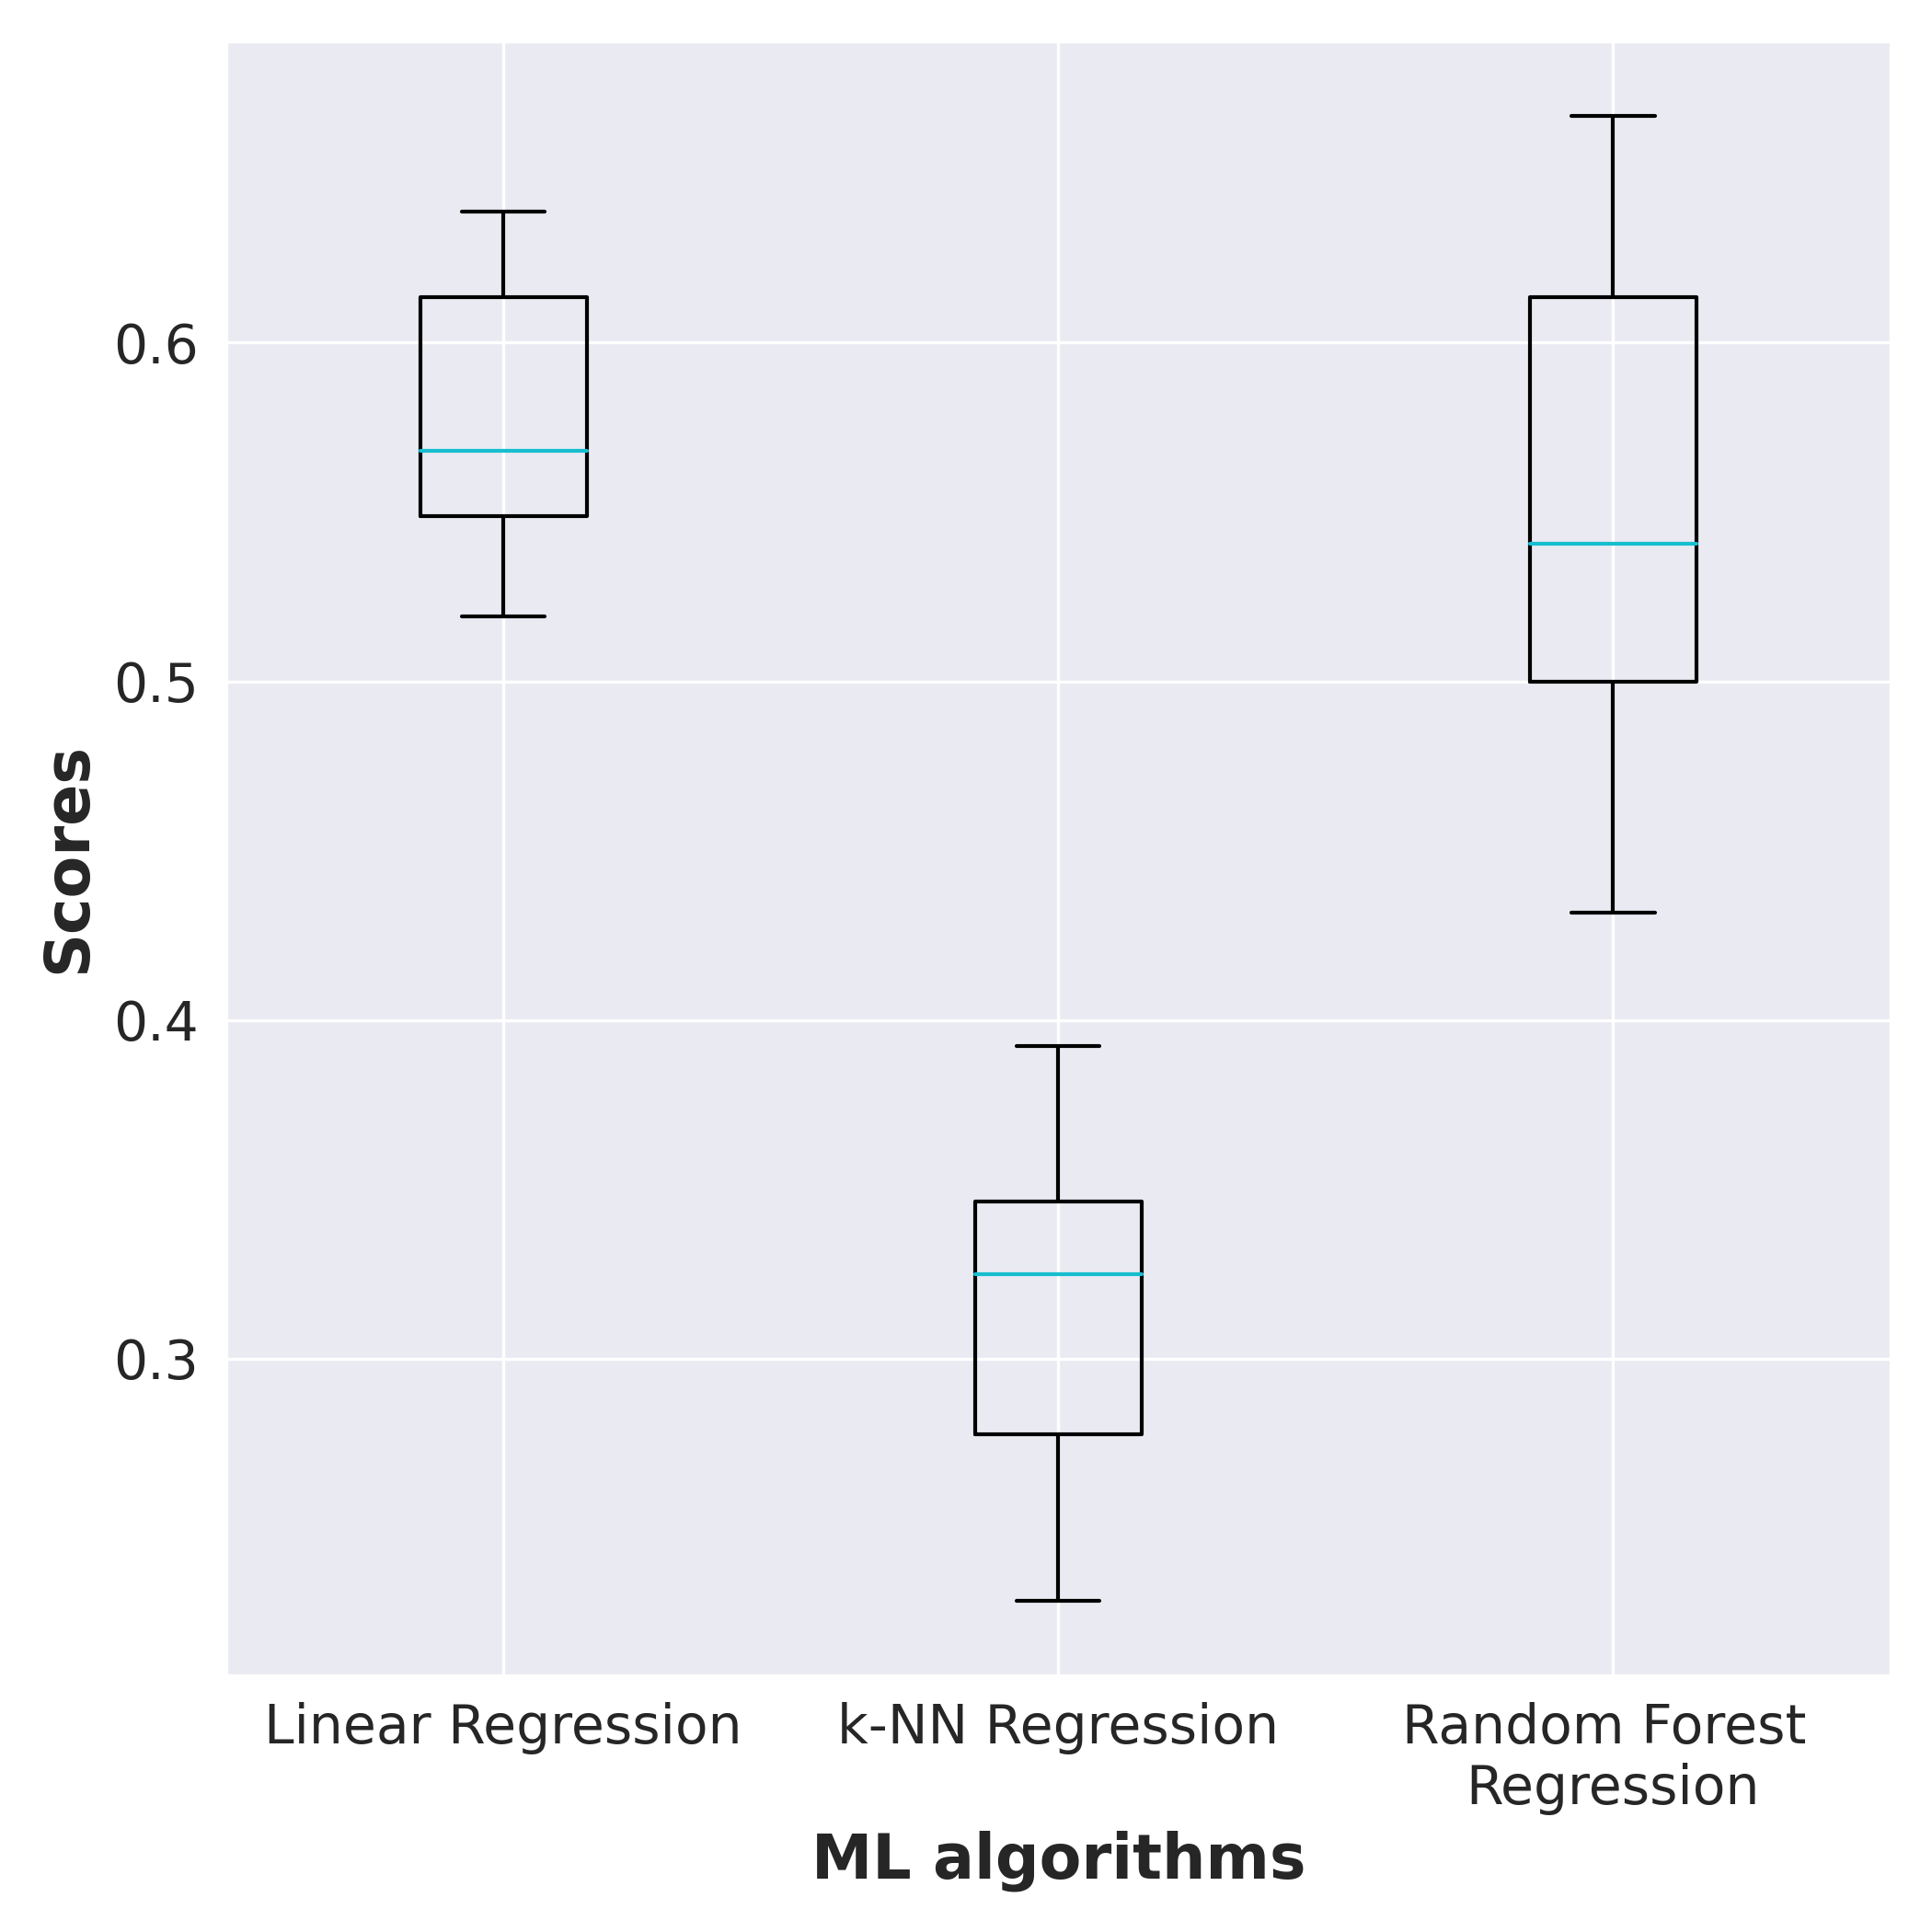 0.6
0.5
0.4
0.3
Scores
Linear Regression
k-NN Regression
Random Forest
Regression
ML algorithms